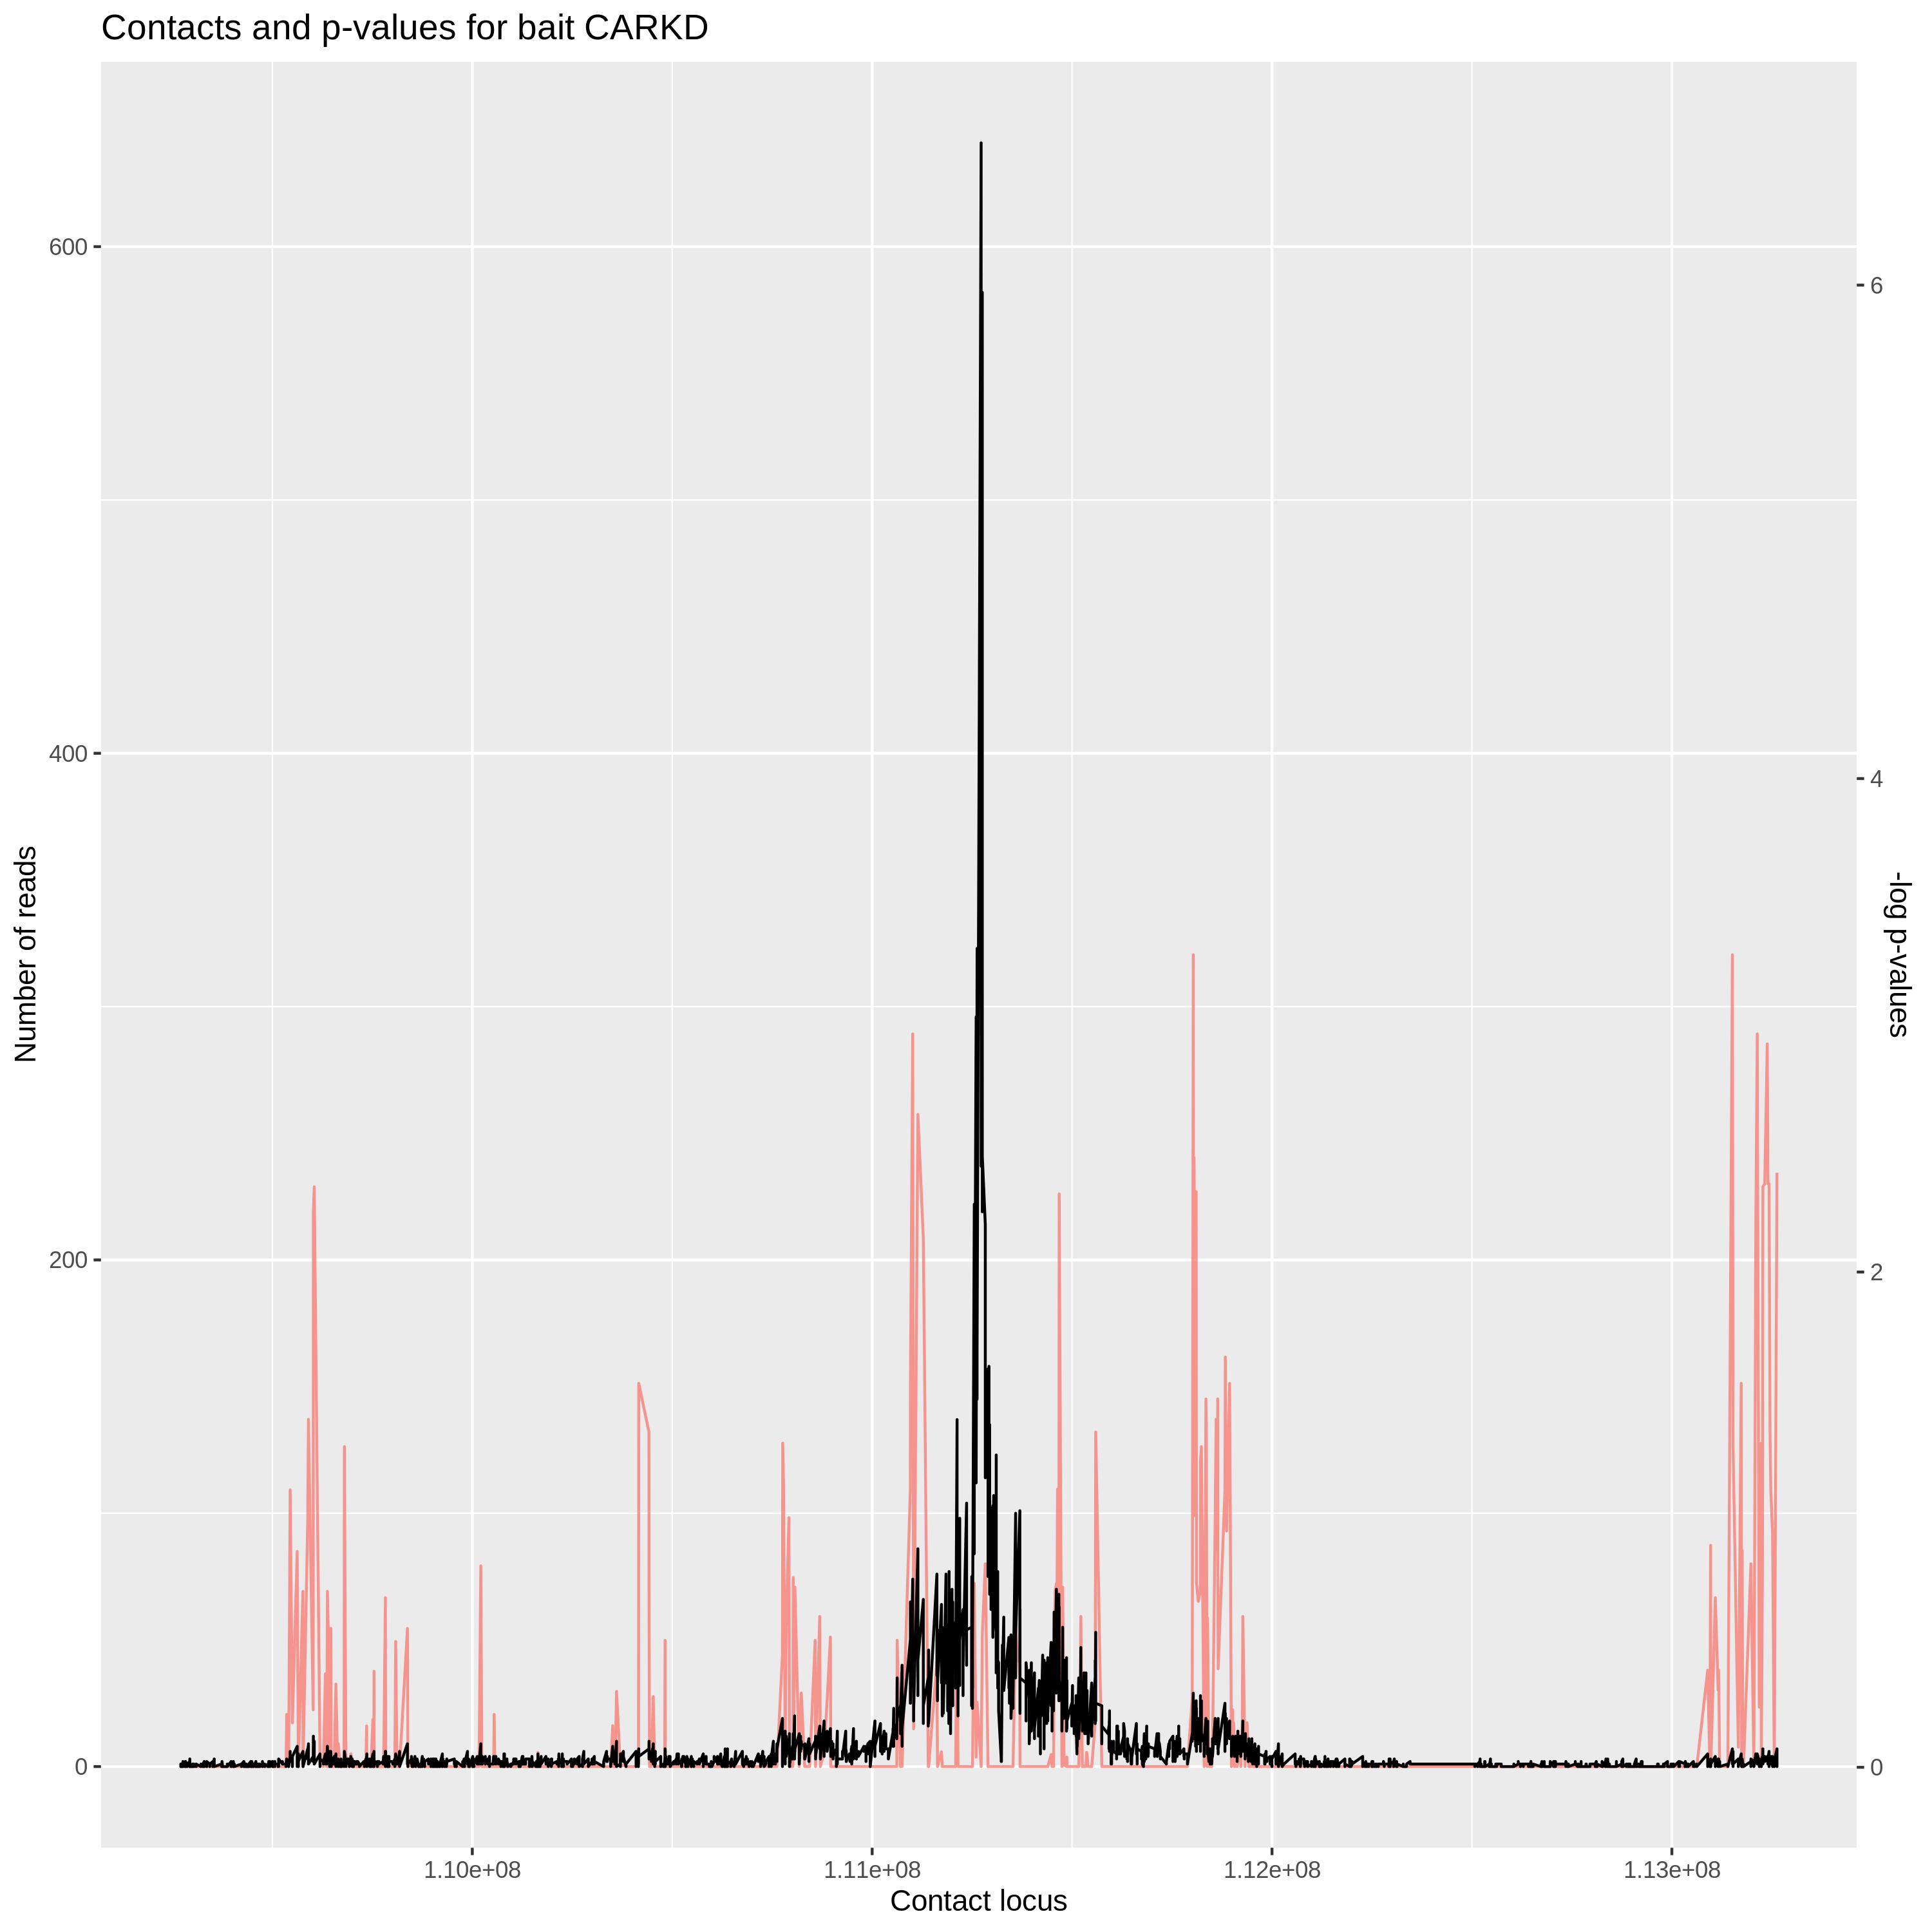 Contacts and p-values for bait CARKD
600
400
200
0
Number of reads
6
4
2
0
-log p-values
1.10e+08
1.11e+08
1.12e+08
1.13e+08
Contact locus